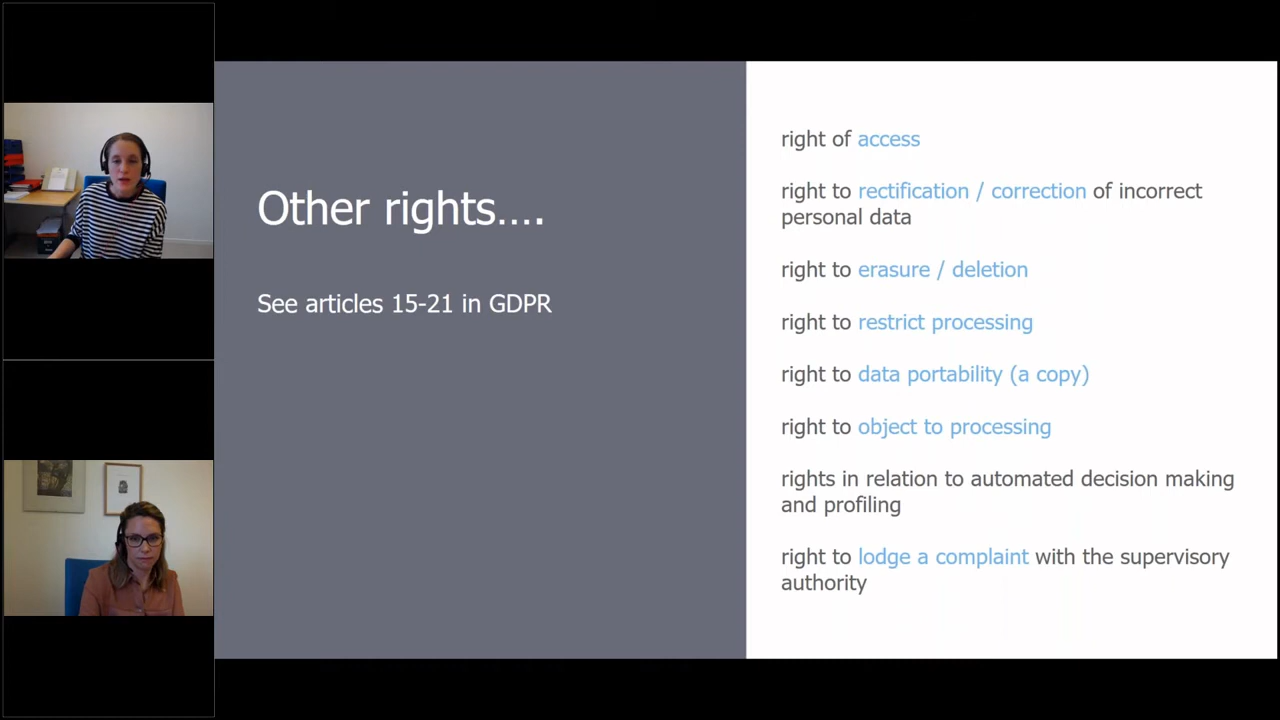 Other rights....
See articles 15-21 in GDPR
right of access
right to rectification / correction of incorrect
personal data
right to erasure / deletion
right to restrict processing
right to data portability (a copy)
right to object to processing
rights in relation to automated decision making
and profiling
right to lodge a complaint with the supervisory
authority